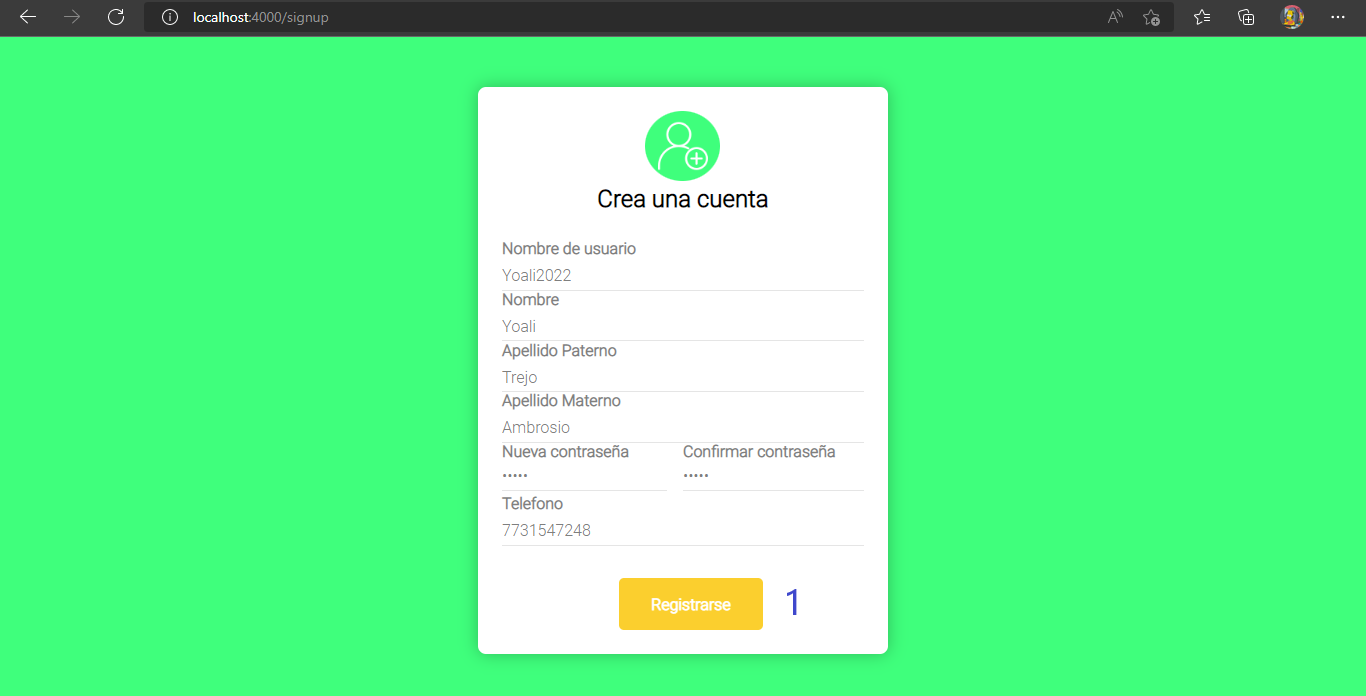 localhost:4000/signup
Crea una cuenta
Nombre de usuario
Yoali2022
Nombre
Yoali
Apellido Paterno
Trejo
Apellido Materno
Ambrosio
Nueva contraseña Confirmar contraseña
••••• •••••
Telefono
7731547248
Registrarse 1